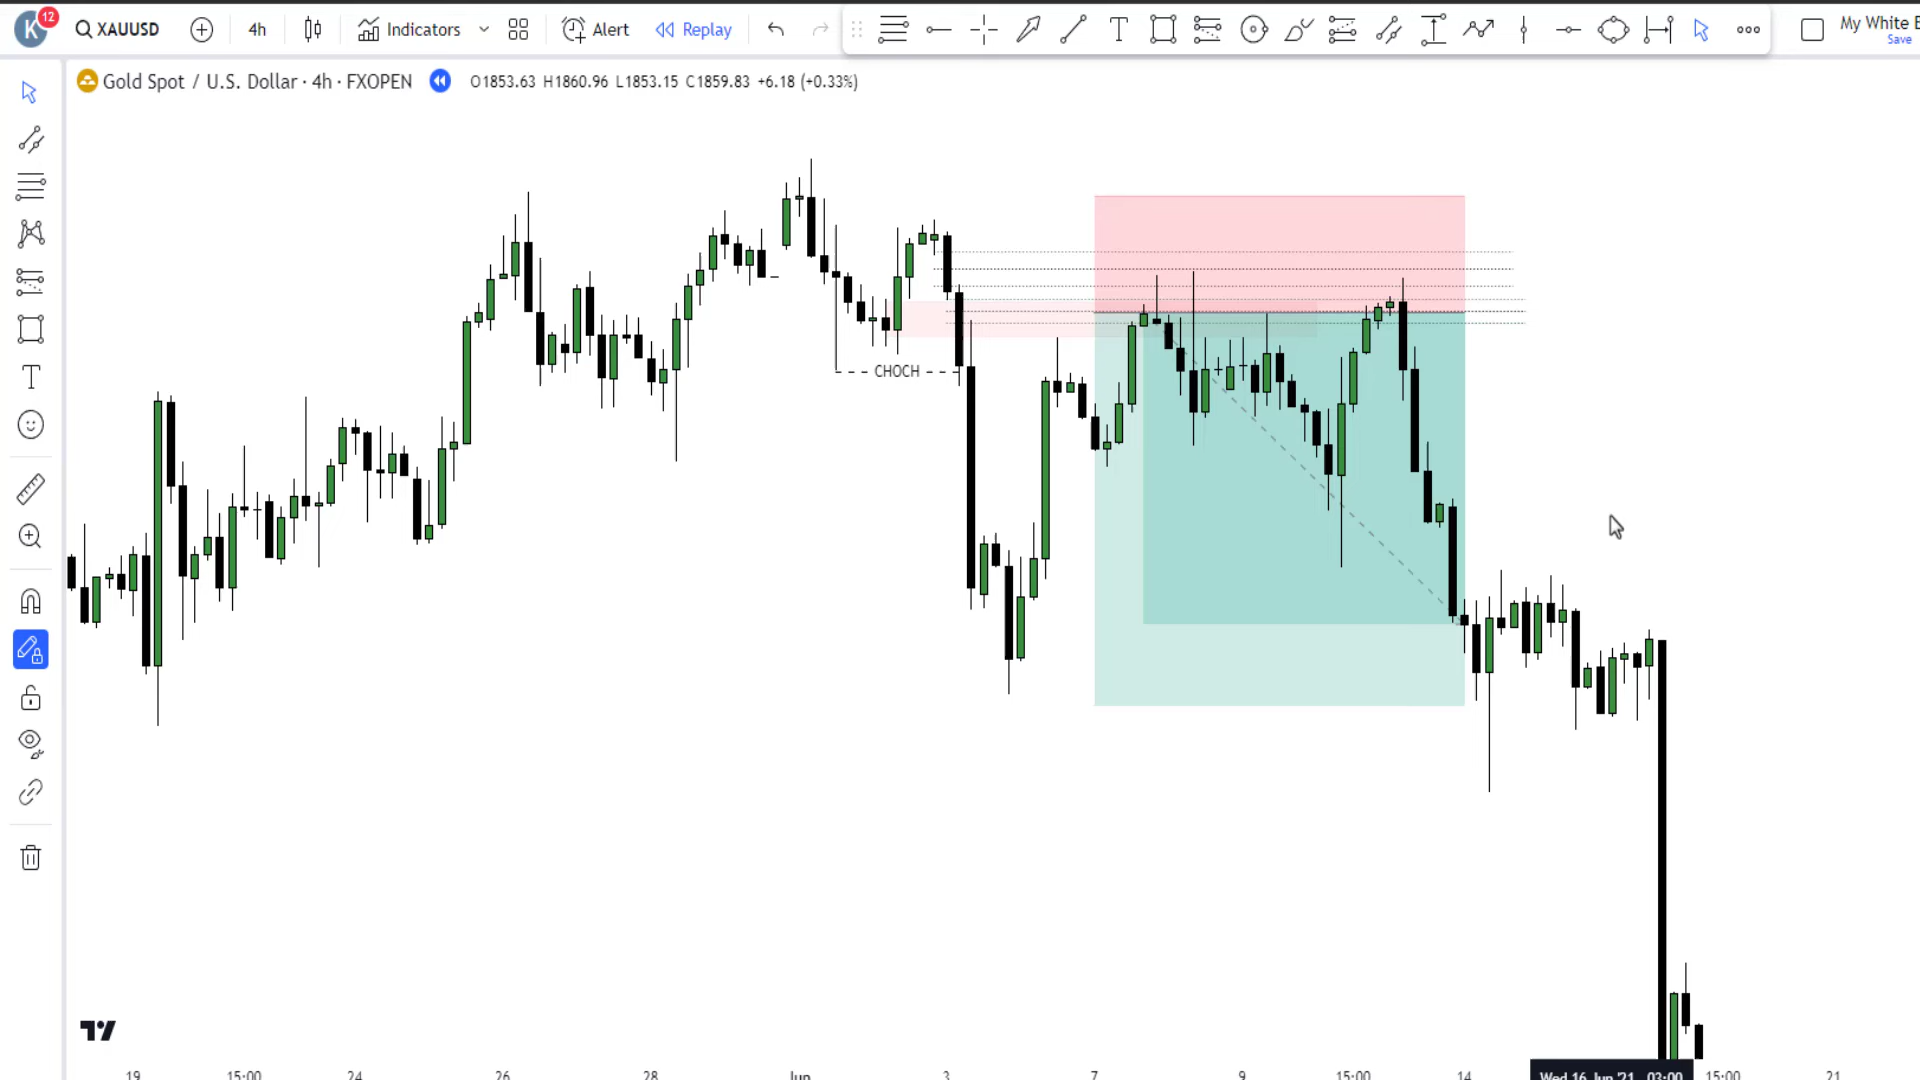 K 12 XAUUSD 4h Indicators Alert Replay My White
Save
Gold Spot / U.S. Dollar · 4h · FXOPEN O1853.63 H1860.96 L1853.15 C1859.83 +6.18 (+0.33%)
CHOCH
19 15:00 24 26 28 Jun 3 7 9 15:00 14 Wed 16 Jun '21 03:00 15:00 21